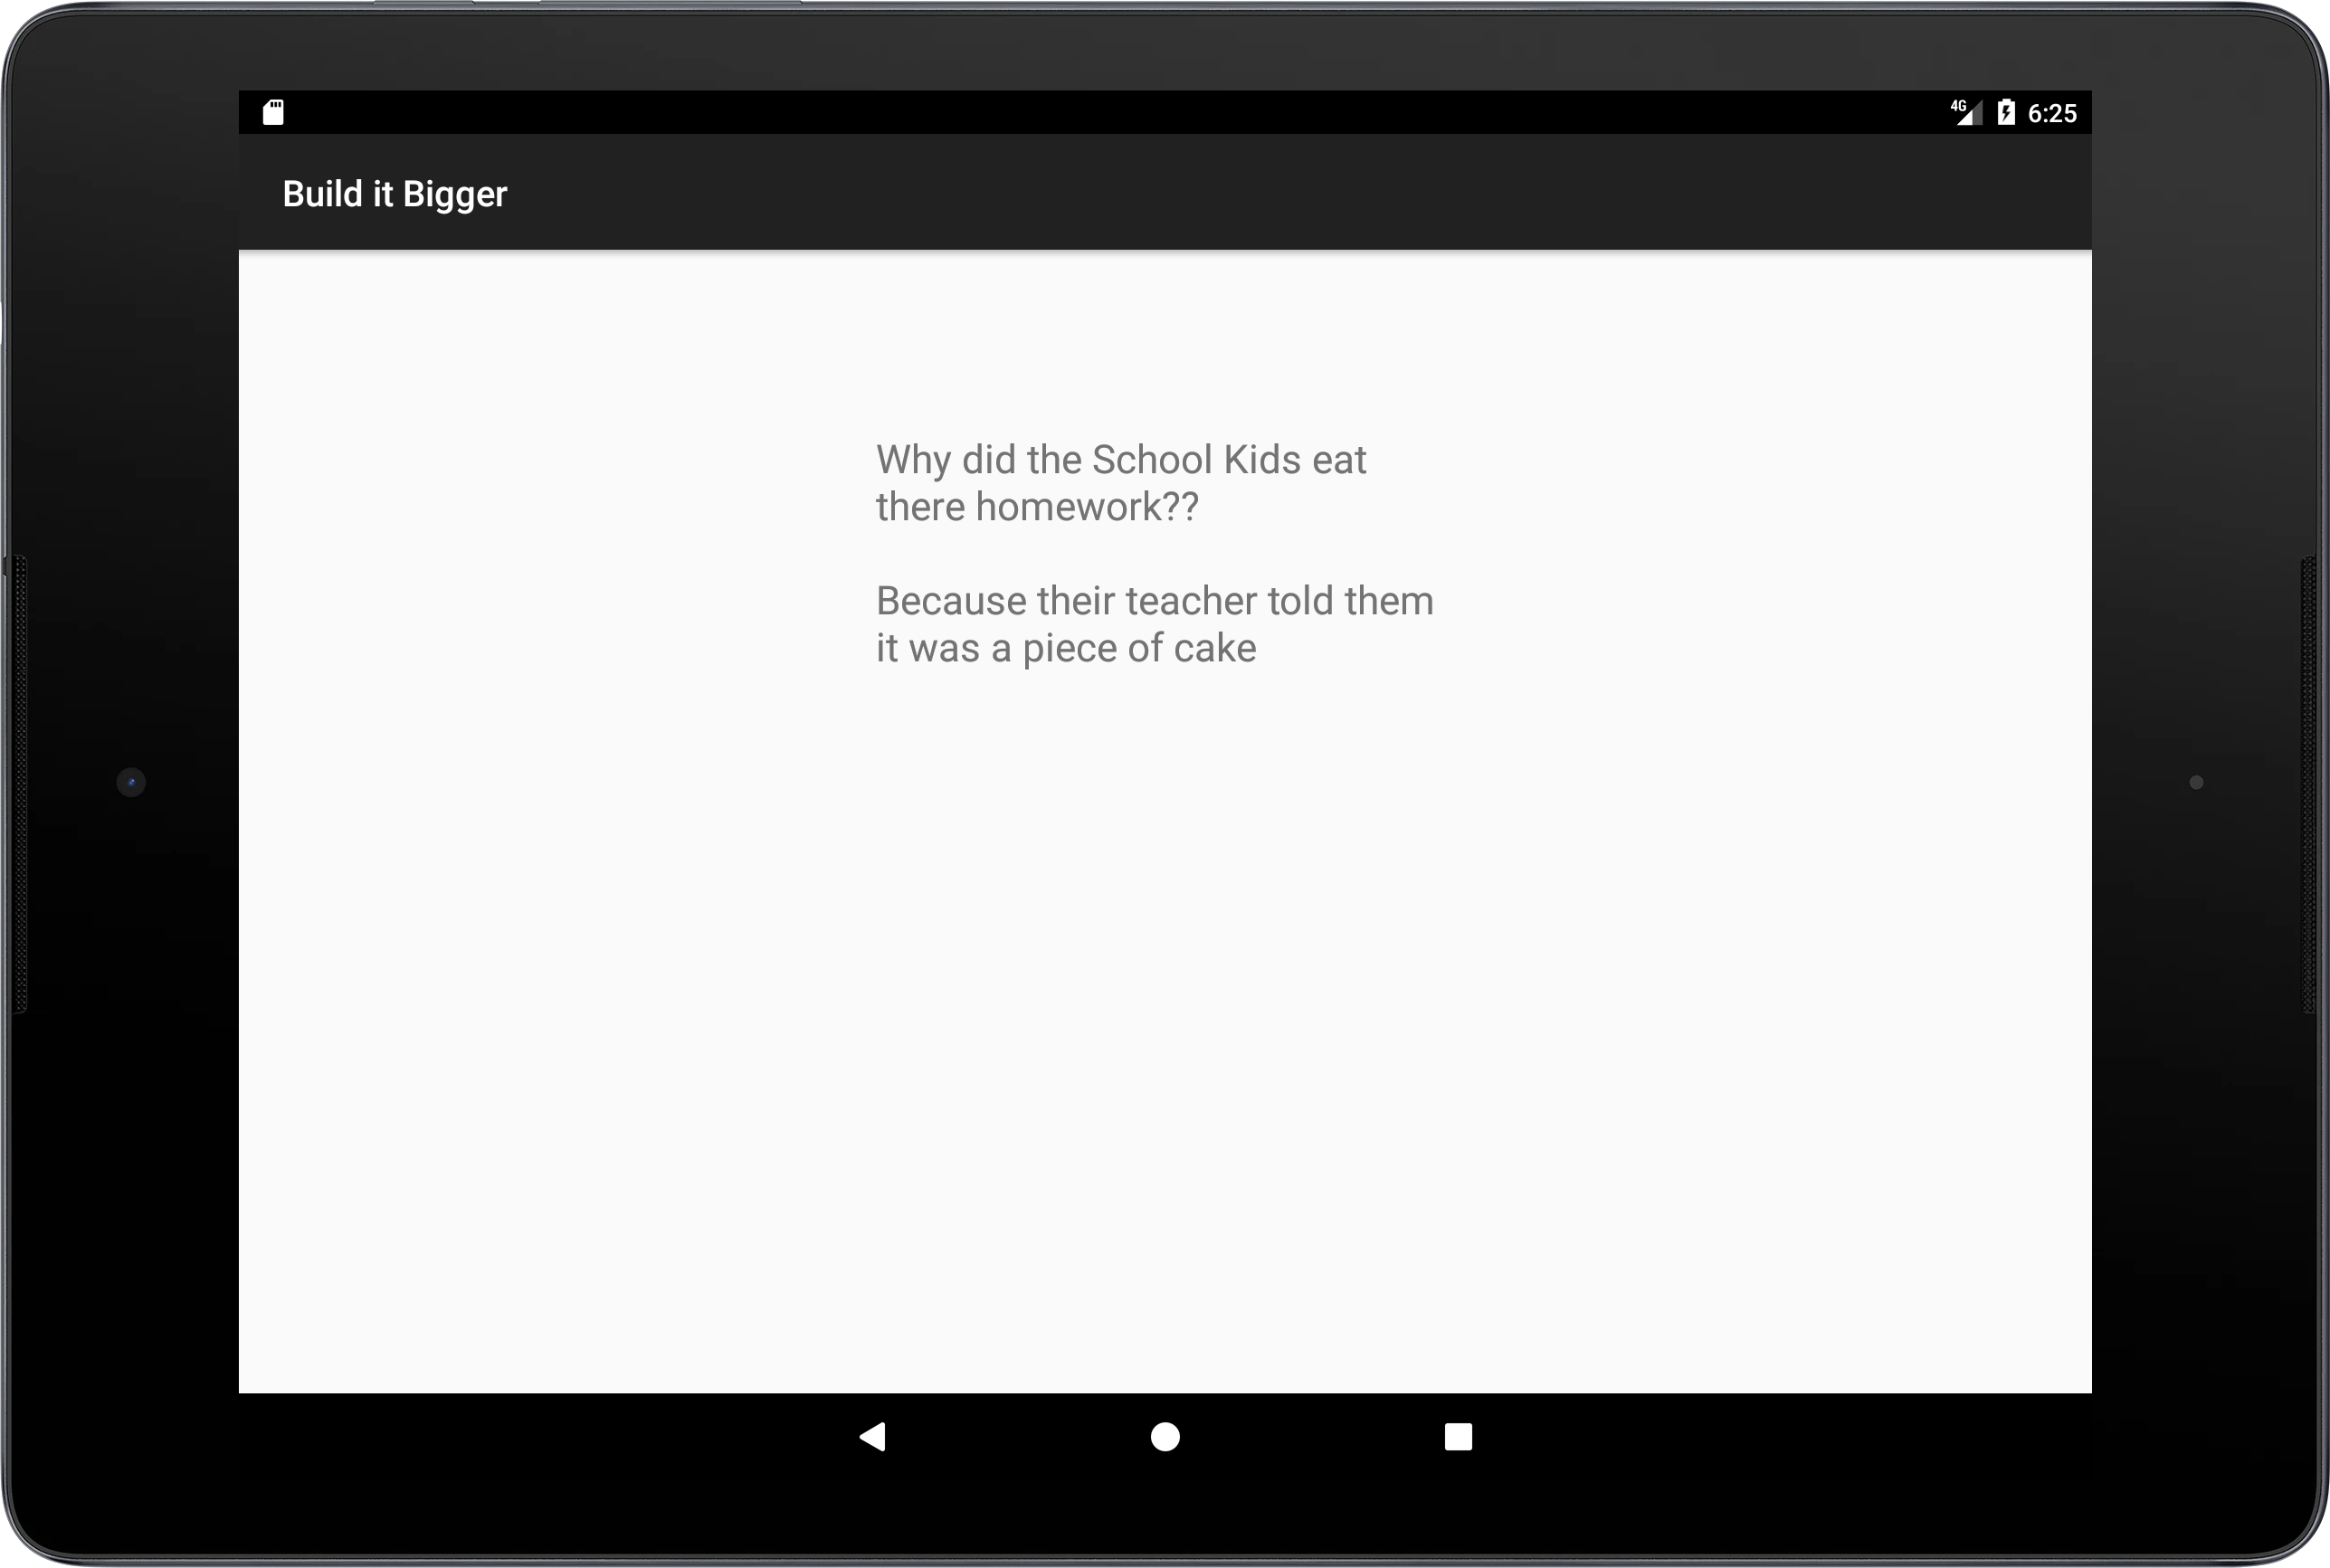 4G 6:25
Build it Bigger
Why did the School Kids eat
there homework??
Because their teacher told them
it was a piece of cake